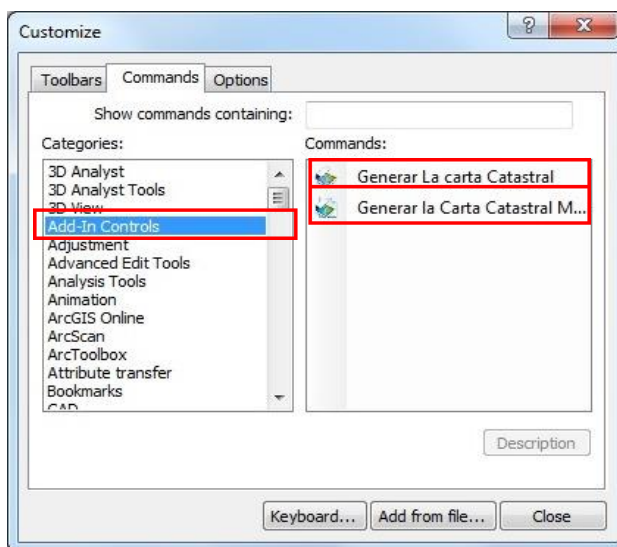 Customize
Toolbars Commands Options
Show commands containing:
Categories:
Commands:
3D Analyst
3D Analyst Tools
3D View
Add-In Controls
Adjustment
Advanced Edit Tools
Analysis Tools
Animation
ArcGIS Online
ArcScan
ArcToolbox
Attribute transfer
Bookmarks
CAD
Generar La carta Catastral
Generar la Carta Catastral M...
Description
Keyboard... Add from file... Close